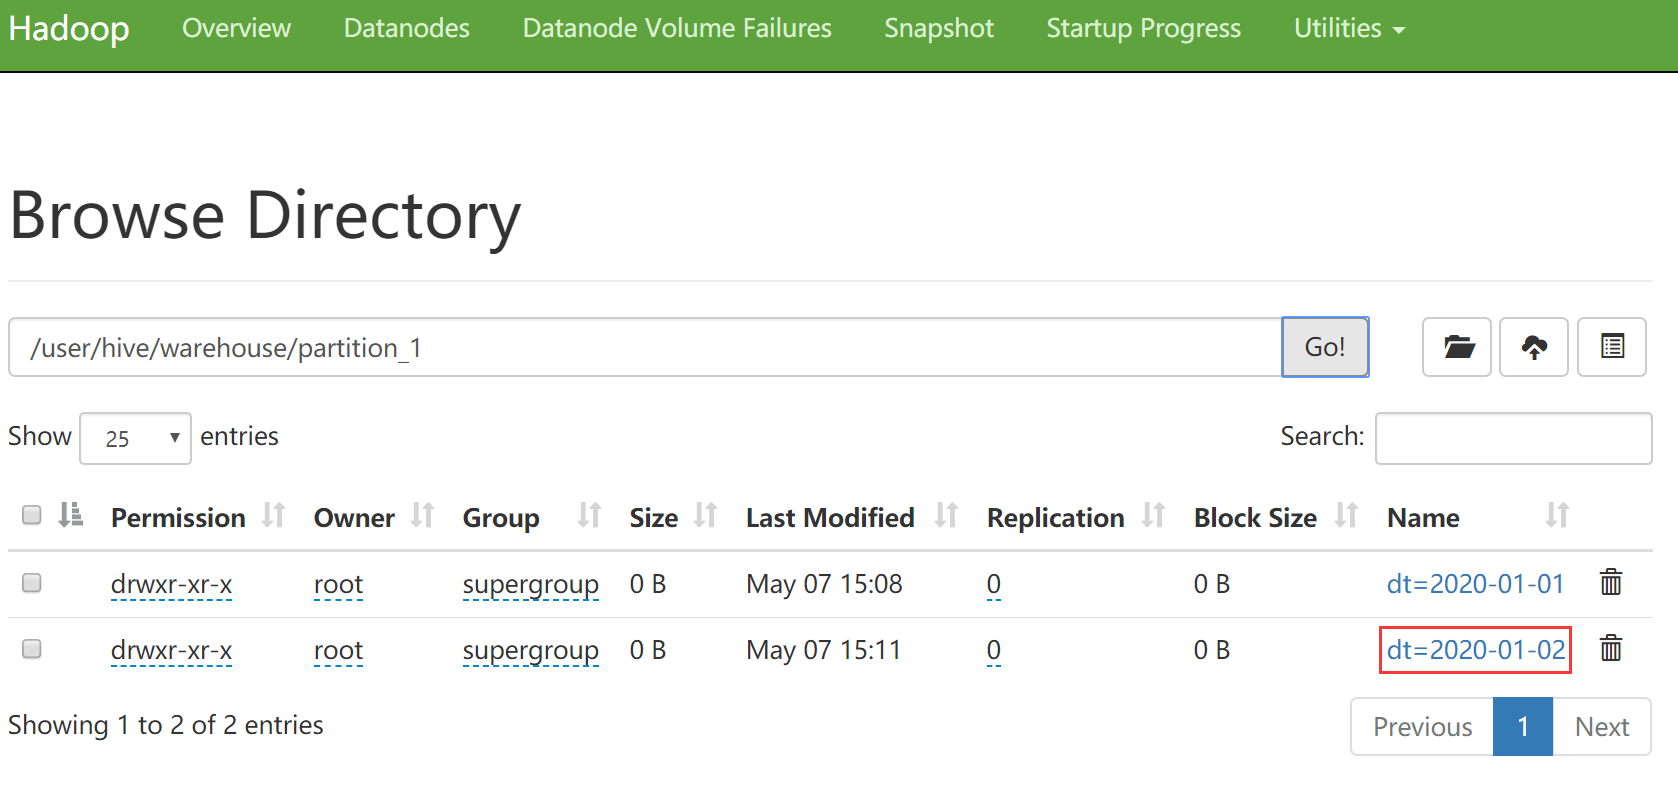 Hadoop Overview Datanodes Datanode Volume Failures Snapshot Startup Progress Utilities
Browse Directory
/user/hive/warehouse/partition_1 Go!
Show 25 entries Search:
Permission Owner Group Size Last Modified Replication Block Size Name
drwxr-xr-x root supergroup 0 B May 07 15:08 0 0 B dt=2020-01-01
drwxr-xr-x root supergroup 0 B May 07 15:11 0 0 B dt=2020-01-02
Showing 1 to 2 of 2 entries Previous 1 Next